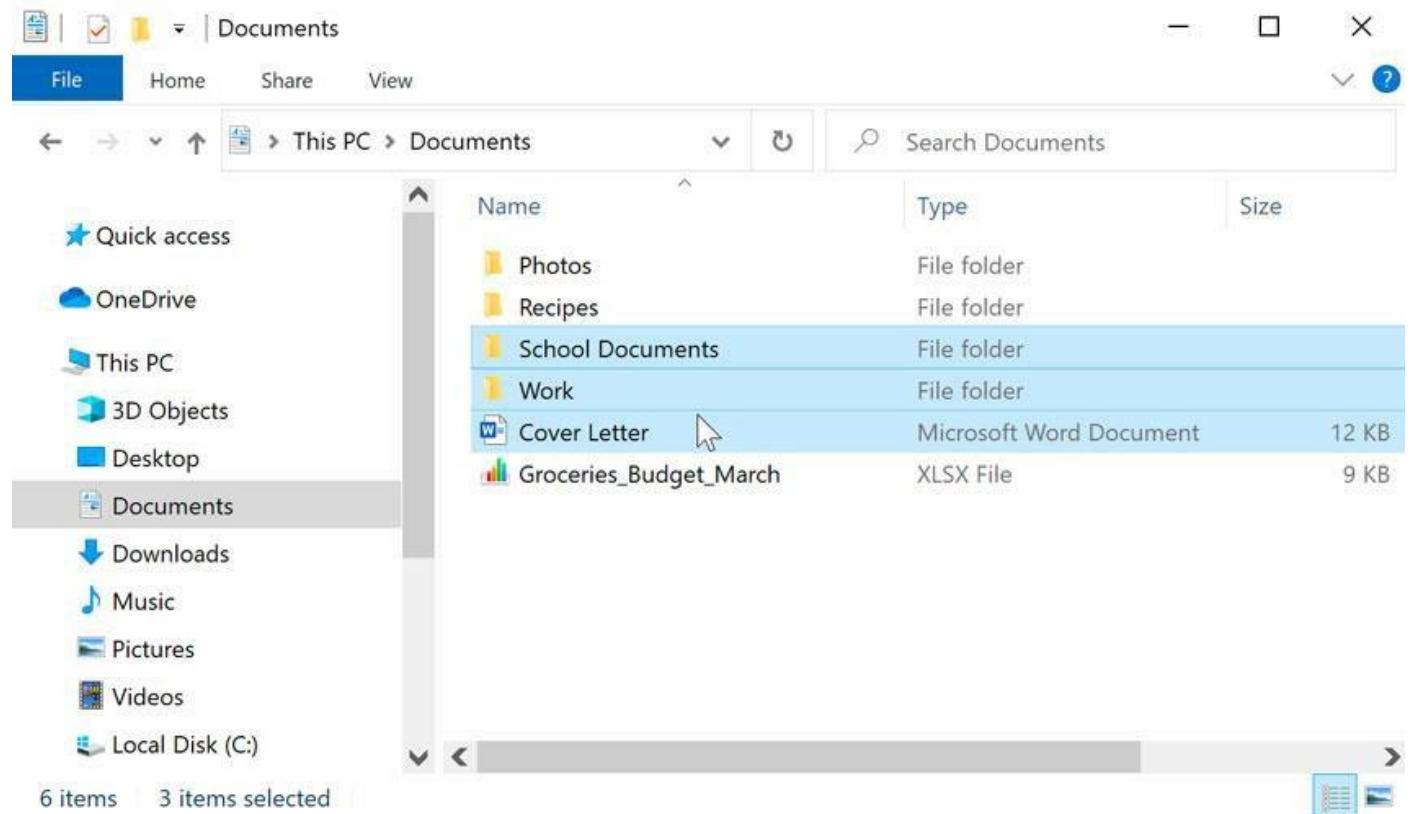 Documents
File Home Share View
This PC > Documents
Search Documents
Name Type Size
Quick access
OneDrive
This PC
3D Objects
Desktop
Documents
Downloads
Music
Pictures
Videos
Local Disk (C:)
Photos File folder
Recipes File folder
School Documents File folder
Work File folder
Cover Letter Microsoft Word Document 12 KB
Groceries_Budget_March XLSX File 9 KB
6 items 3 items selected